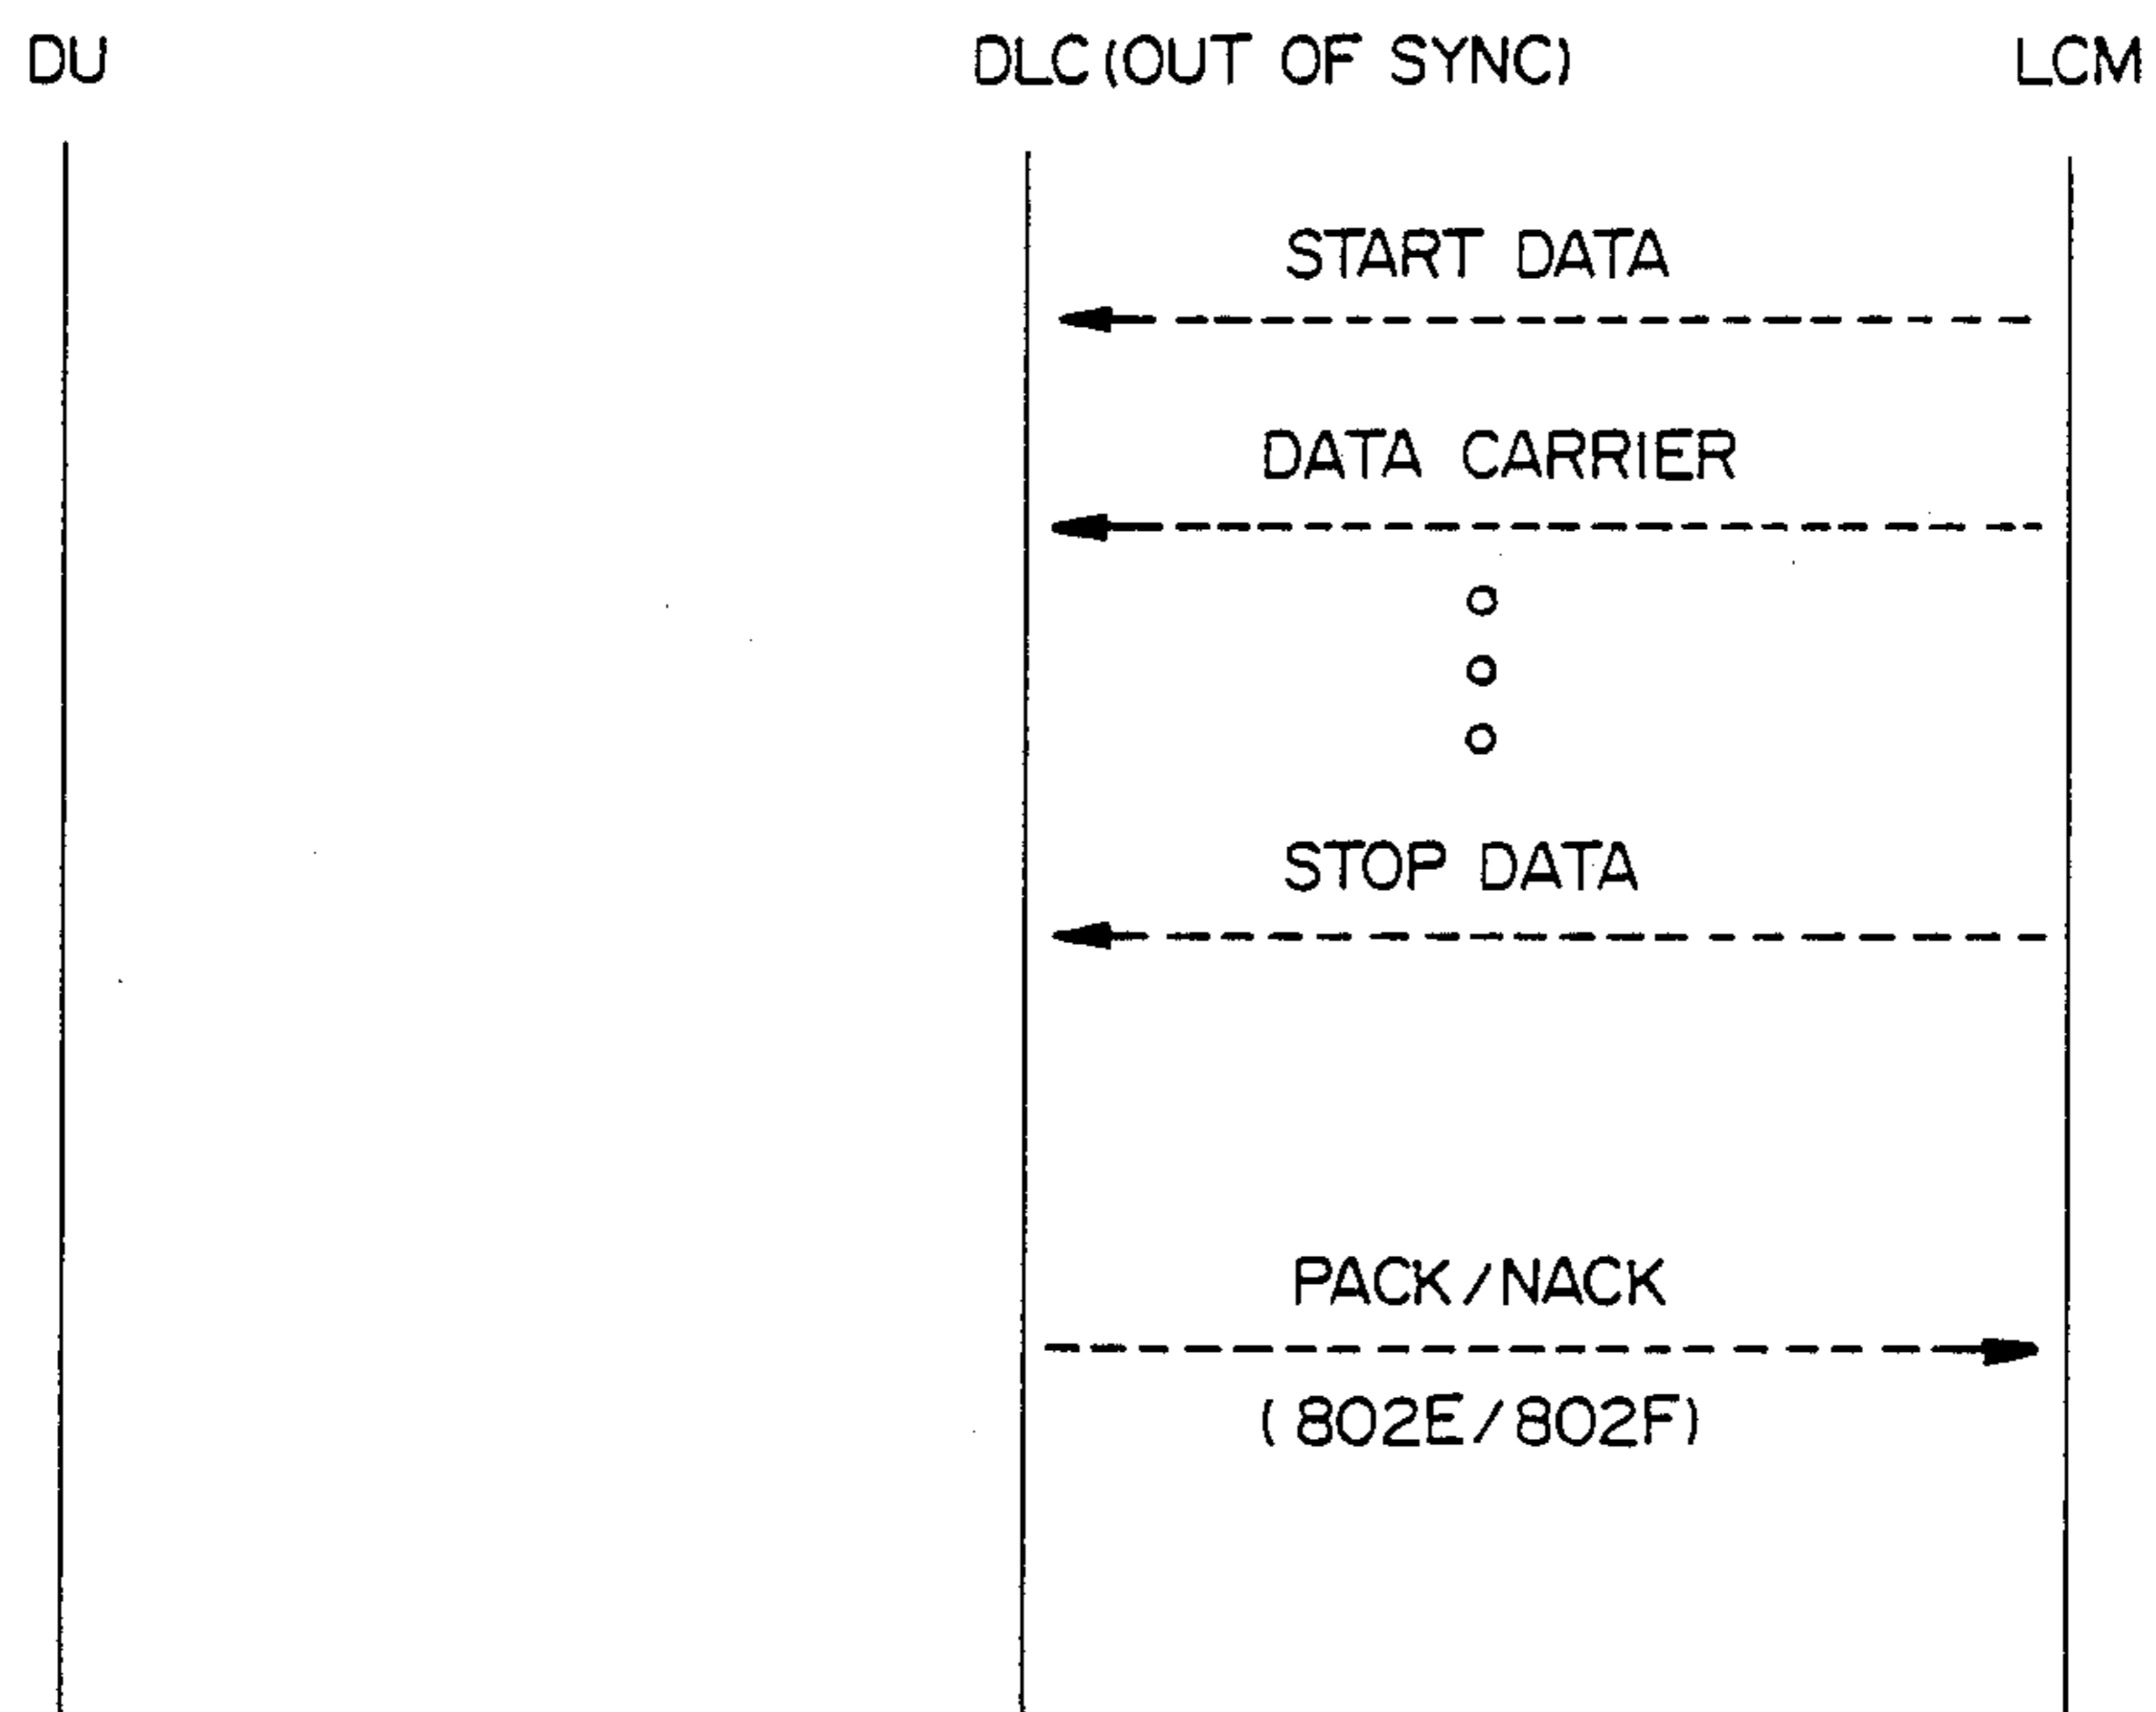 DU DLC(OUT OF SYNC) LCM
START DATA
DATA CARRIER
STOP DATA
PACK/NACK
(802E/802F)